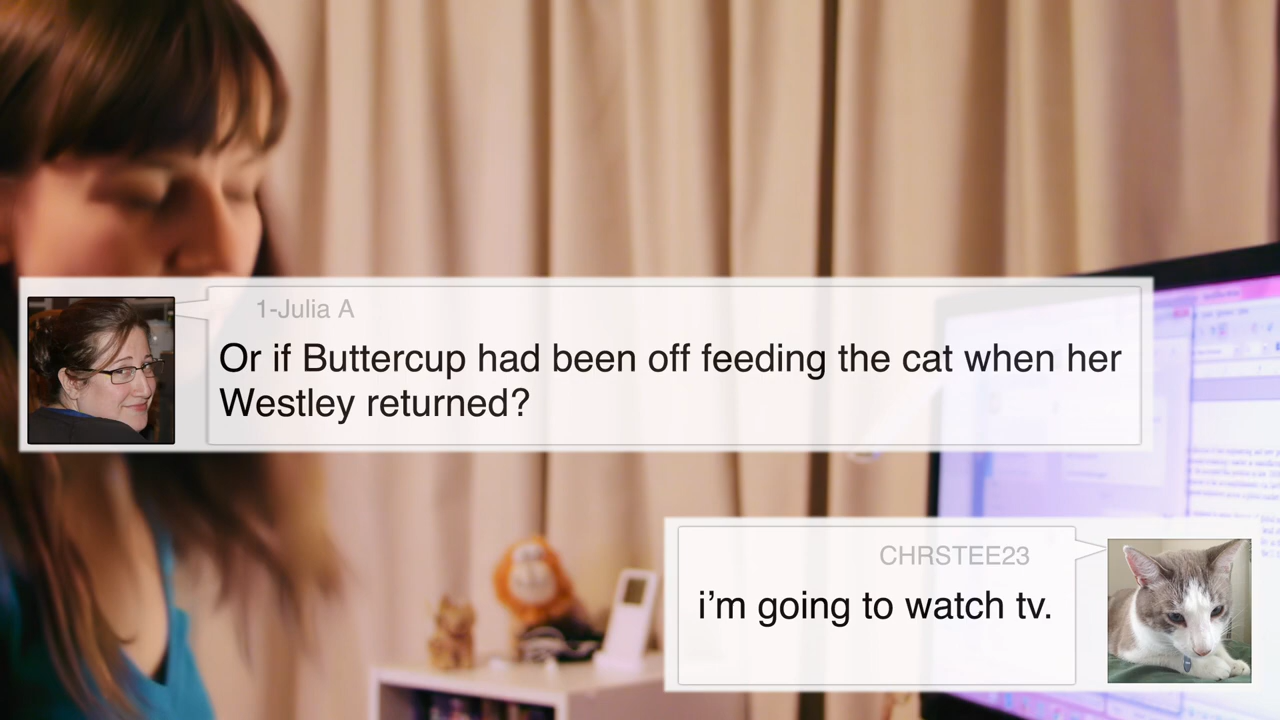 1-Julia A
Or if Buttercup had been off feeding the cat when her
Westley returned?
CHRSTEE23
i’m going to watch tv.